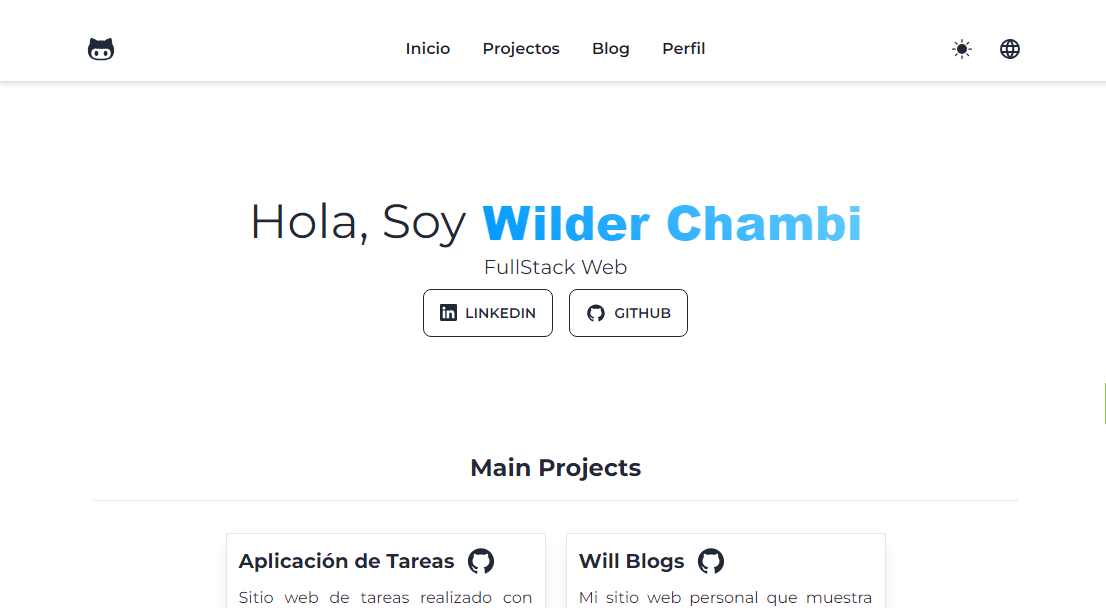 Inicio Projectos Blog Perfil
Hola, Soy Wilder Chambi
FullStack Web
LINKEDIN GITHUB
Main Projects
Aplicación de Tareas
Sitio web de tareas realizado con
Will Blogs
Mi sitio web personal que muestra